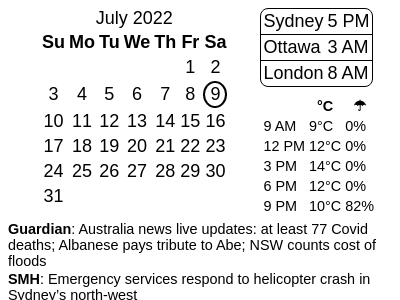 July 2022
Su Mo Tu We Th Fr Sa
1 2
3 4 5 6 7 8 9
10 11 12 13 14 15 16
17 18 19 20 21 22 23
24 25 26 27 28 29 30
31
Sydney 5 PM
Ottawa 3 AM
London 8 AM
°C ☂
9 AM 9°C 0%
12 PM 12°C 0%
3 PM 14°C 0%
6 PM 12°C 0%
9 PM 10°C 82%
Guardian: Australia news live updates: at least 77 Covid
deaths; Albanese pays tribute to Abe; NSW counts cost of
floods
SMH: Emergency services respond to helicopter crash in
Sydney’s north-west